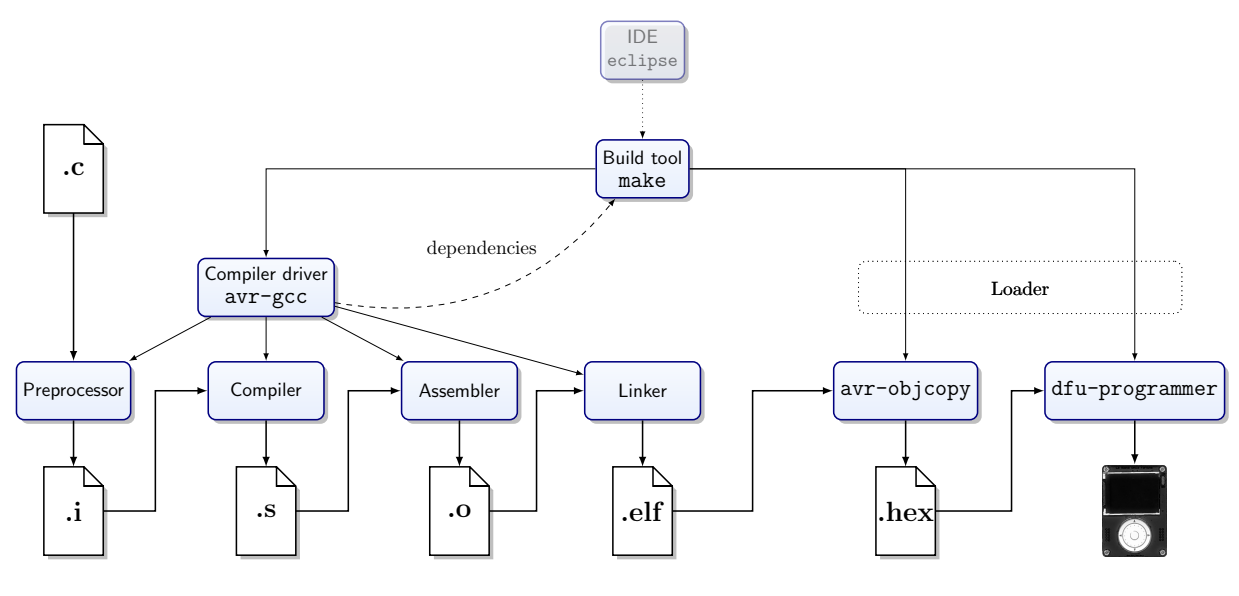 IDE
eclipse
Build tool
make
.c
dependencies
Compiler driver
avr-gcc
Loader
Preprocessor
Compiler
Assembler
Linker
avr-objcopy
dfu-programmer
.i
.s
.o
.elf
.hex